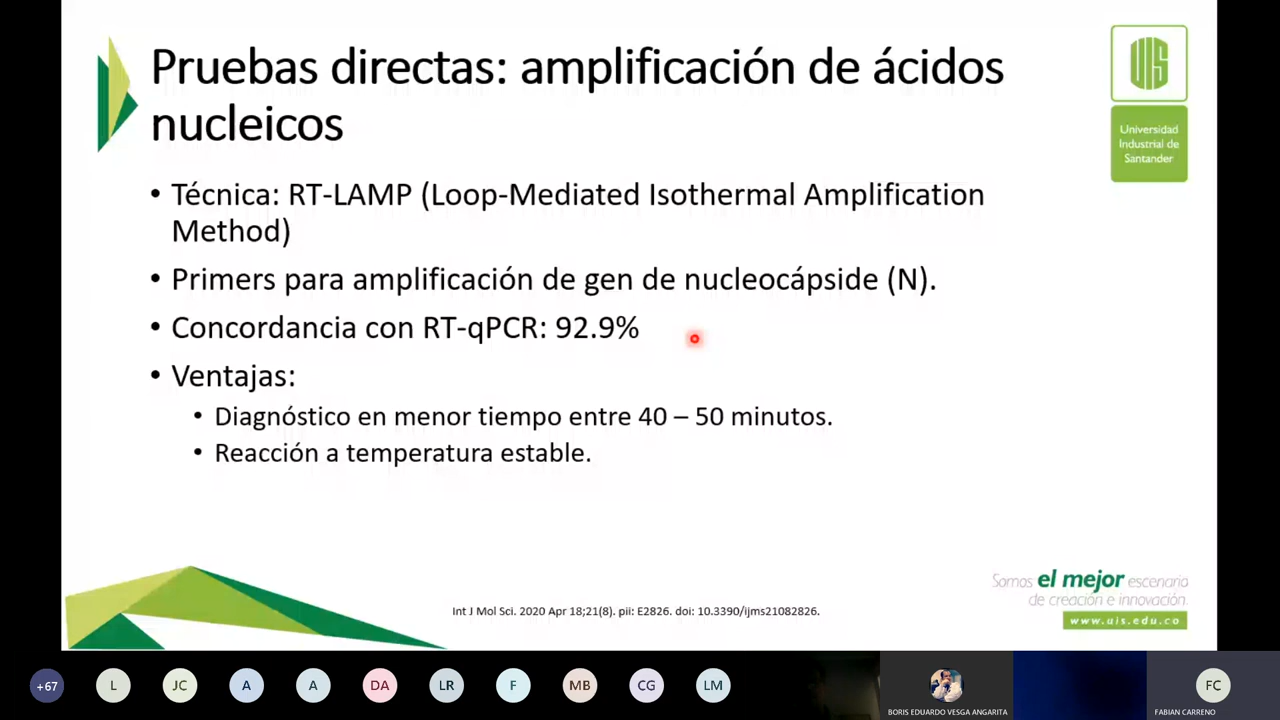 Pruebas directas: amplificación de ácidos
nucleicos
UIS
Universidad
Industrial de
Santander
• Técnica: RT-LAMP (Loop-Mediated Isothermal Amplification
Method)
• Primers para amplificación de gen de nucleocápside (N).
• Concordancia con RT-qPCR: 92.9%
• Ventajas:
• Diagnóstico en menor tiempo entre 40 – 50 minutos.
• Reacción a temperatura estable.
Somos el mejor escenario
de creación e innovación.
www.uis.edu.co
Int J Mol Sci. 2020 Apr 18;21(8). pii: E2826. doi: 10.3390/ijms21082826.
+67 L JC A A DA LR F MB CG LM FC
BORIS EDUARDO VESGA ANGARITA
FABIAN CARRENO